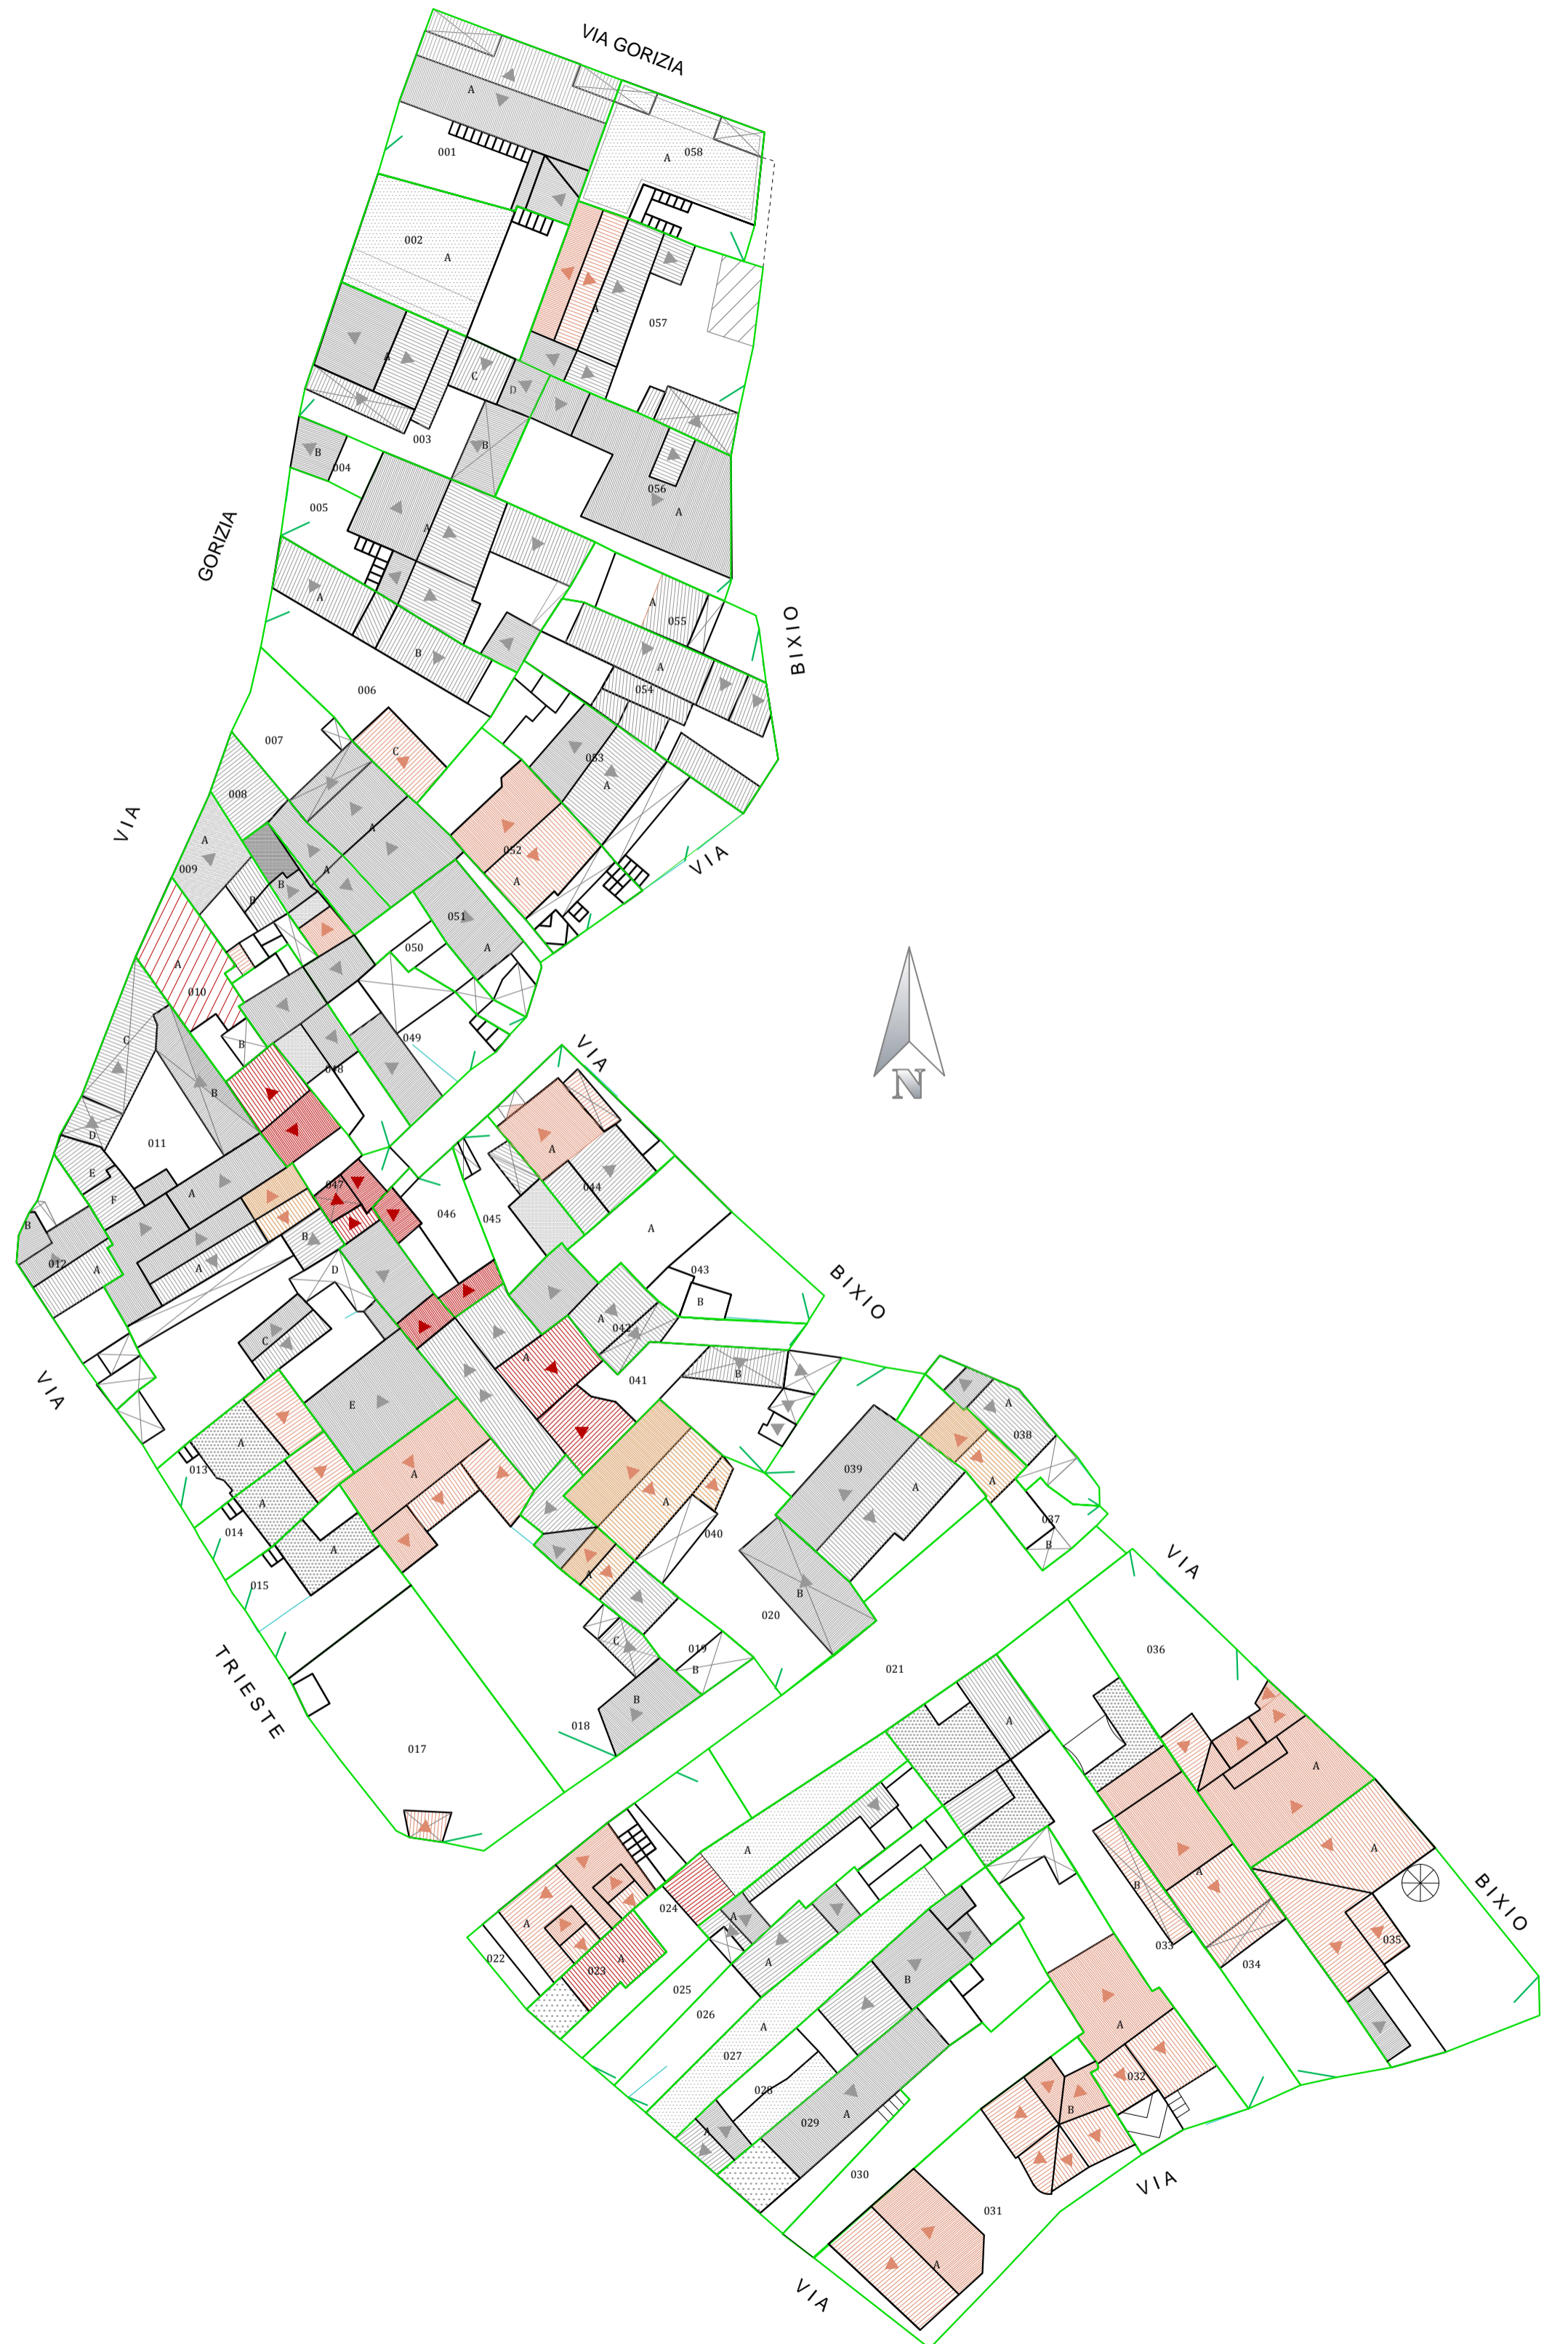 VIA GORIZIA
A
001
A 058
002
A
A
057
A
C
D
003
B
B
004
056
A
005
A
A
A
055
B
A
054
006
007
C
053
A
008
A
A
052
009
A
A
B
B
051
A
050
A
010
C
B
049
048
B
D
011
E
F
A
047
046
045
044
A
A
B
B
012
A
A
D
043
B
C
A
042
A
041
B
E
A
038
039
A
A
013
A
A
A
014
A
040
037
B
A
A
015
B
020
C
019
B
B
018
021
036
017
A
A
A
A
A
B
024
A
A
A
022
023
A
025
026
A
B
027
A
028
029
A
A
033
034
035
A
032
B
030
031
A
GORIZIA
VIA
BIXIO
VIA
VIA
BIXIO
VIA
TRIESTE
VIA
BIXIO
VIA
VIA
N